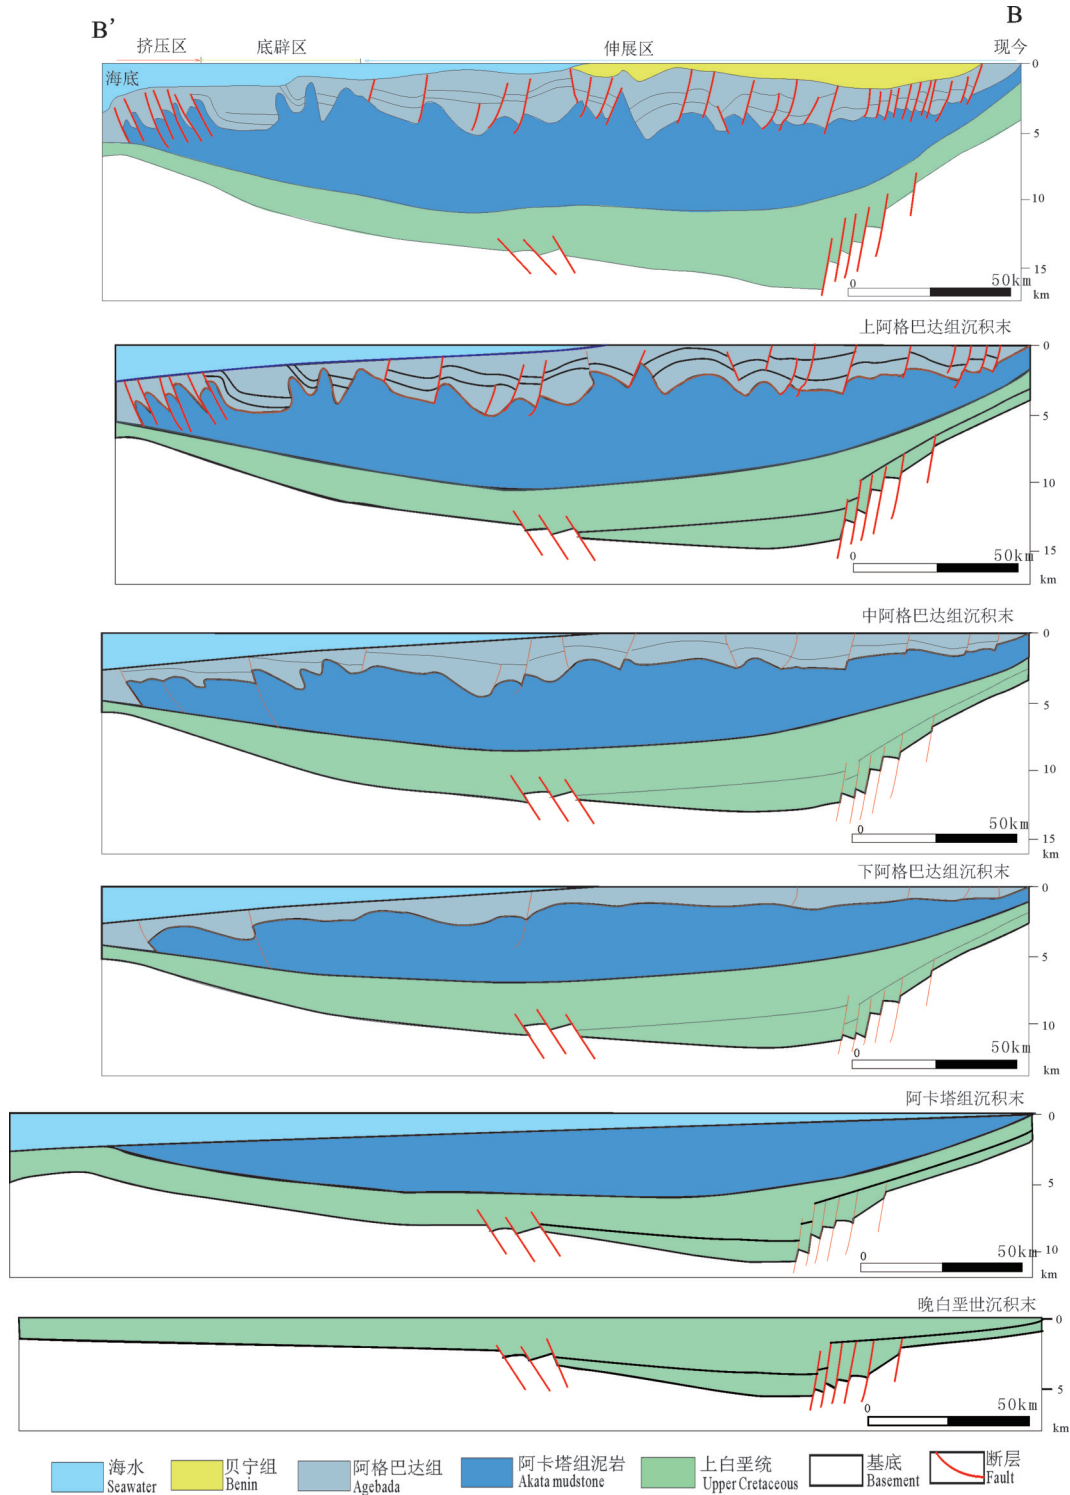 B’
B
挤压区
底辟区
伸展区
现今
海底
0
5
10
15
km
0
50km
上阿格巴达组沉积末
0
5
10
15
km
0
50km
中阿格巴达组沉积末
0
5
10
15
km
0
50km
下阿格巴达组沉积末
0
5
10
km
0
50km
阿卡塔组沉积末
0
5
10
km
0
50km
晚白垩世沉积末
0
5
km
0
50km
海水
Seawater
贝宁组
Benin
阿格巴达组
Agebada
阿卡塔组泥岩
Akata mudstone
上白垩统
Upper Cretaceous
基底
Basement
断层
Fault